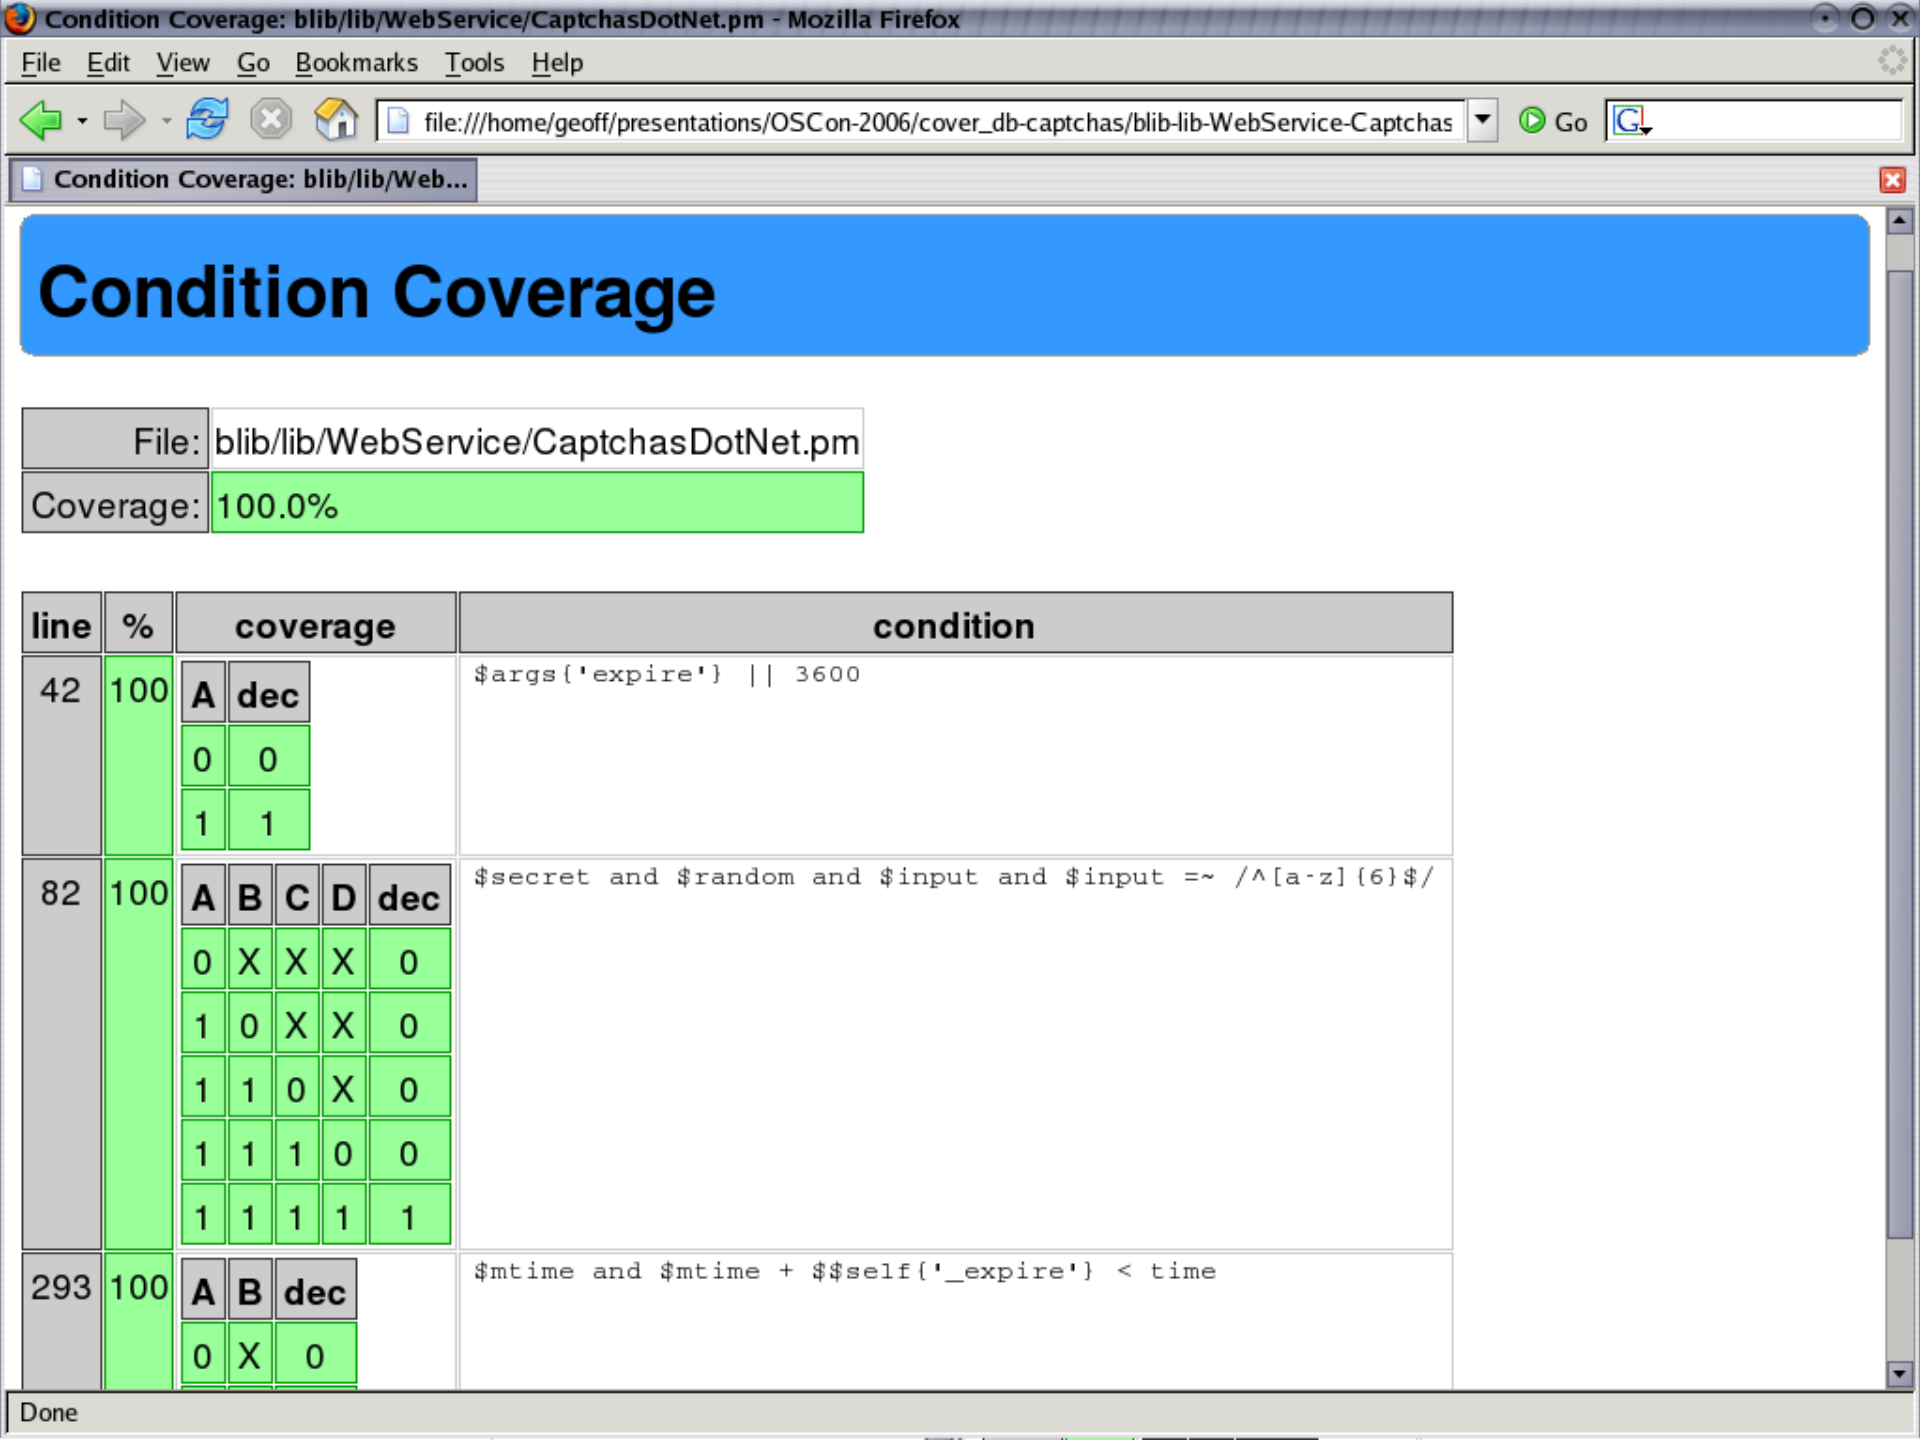 Condition Coverage: blib/lib/WebService/CaptchasDotNet.pm - Mozilla Firefox
File Edit View Go Bookmarks Tools Help
file:///home/geoff/presentations/OSCon-2006/cover_db-captchas/blib-lib-WebService-Captchas Go G
Condition Coverage: blib/lib/Web...
Condition Coverage
File: blib/lib/WebService/CaptchasDotNet.pm
Coverage: 100.0%
line % coverage condition
42 100 A dec $args{'expire'} || 3600
0 0
1 1
82 100 A B C D dec $secret and $random and $input and $input =~ /^[a-z]{6}$/
0 X X X 0
1 0 X X 0
1 1 0 X 0
1 1 1 0 0
1 1 1 1 1
293 100 A B dec $mtime and $mtime + $$self{'_expire'} < time
0 X 0
Done